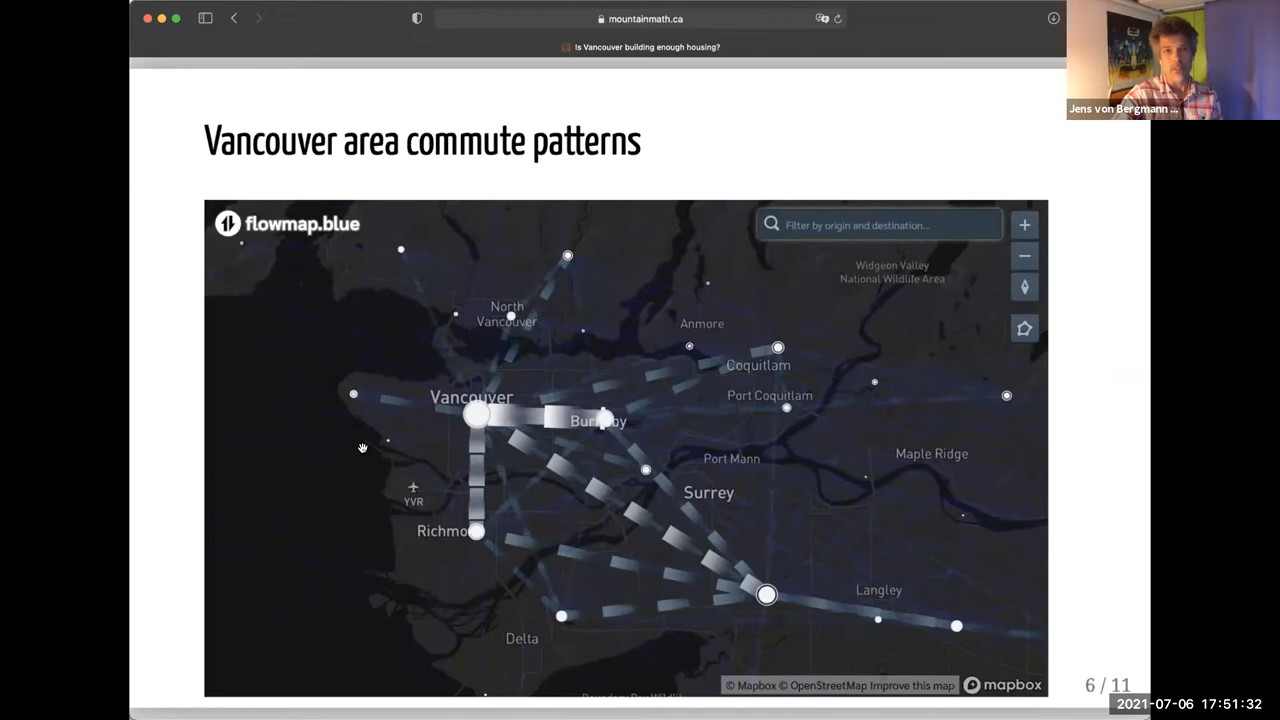 mountainmath.ca
Is Vancouver building enough housing?
Jens von Bergmann ...
Vancouver area commute patterns
flowmap.blue
Filter by origin and destination...
Widgeon Valley
National Wildlife Area
North
Vancouver
Anmore
Coquitlam
Port Coquitlam
Vancouver
Burnaby
Port Mann
Maple Ridge
Surrey
YVR
Richmo
Langley
Delta
© Mapbox © OpenStreetMap Improve this map
mapbox
6 / 11
2021-07-06 17:51:32